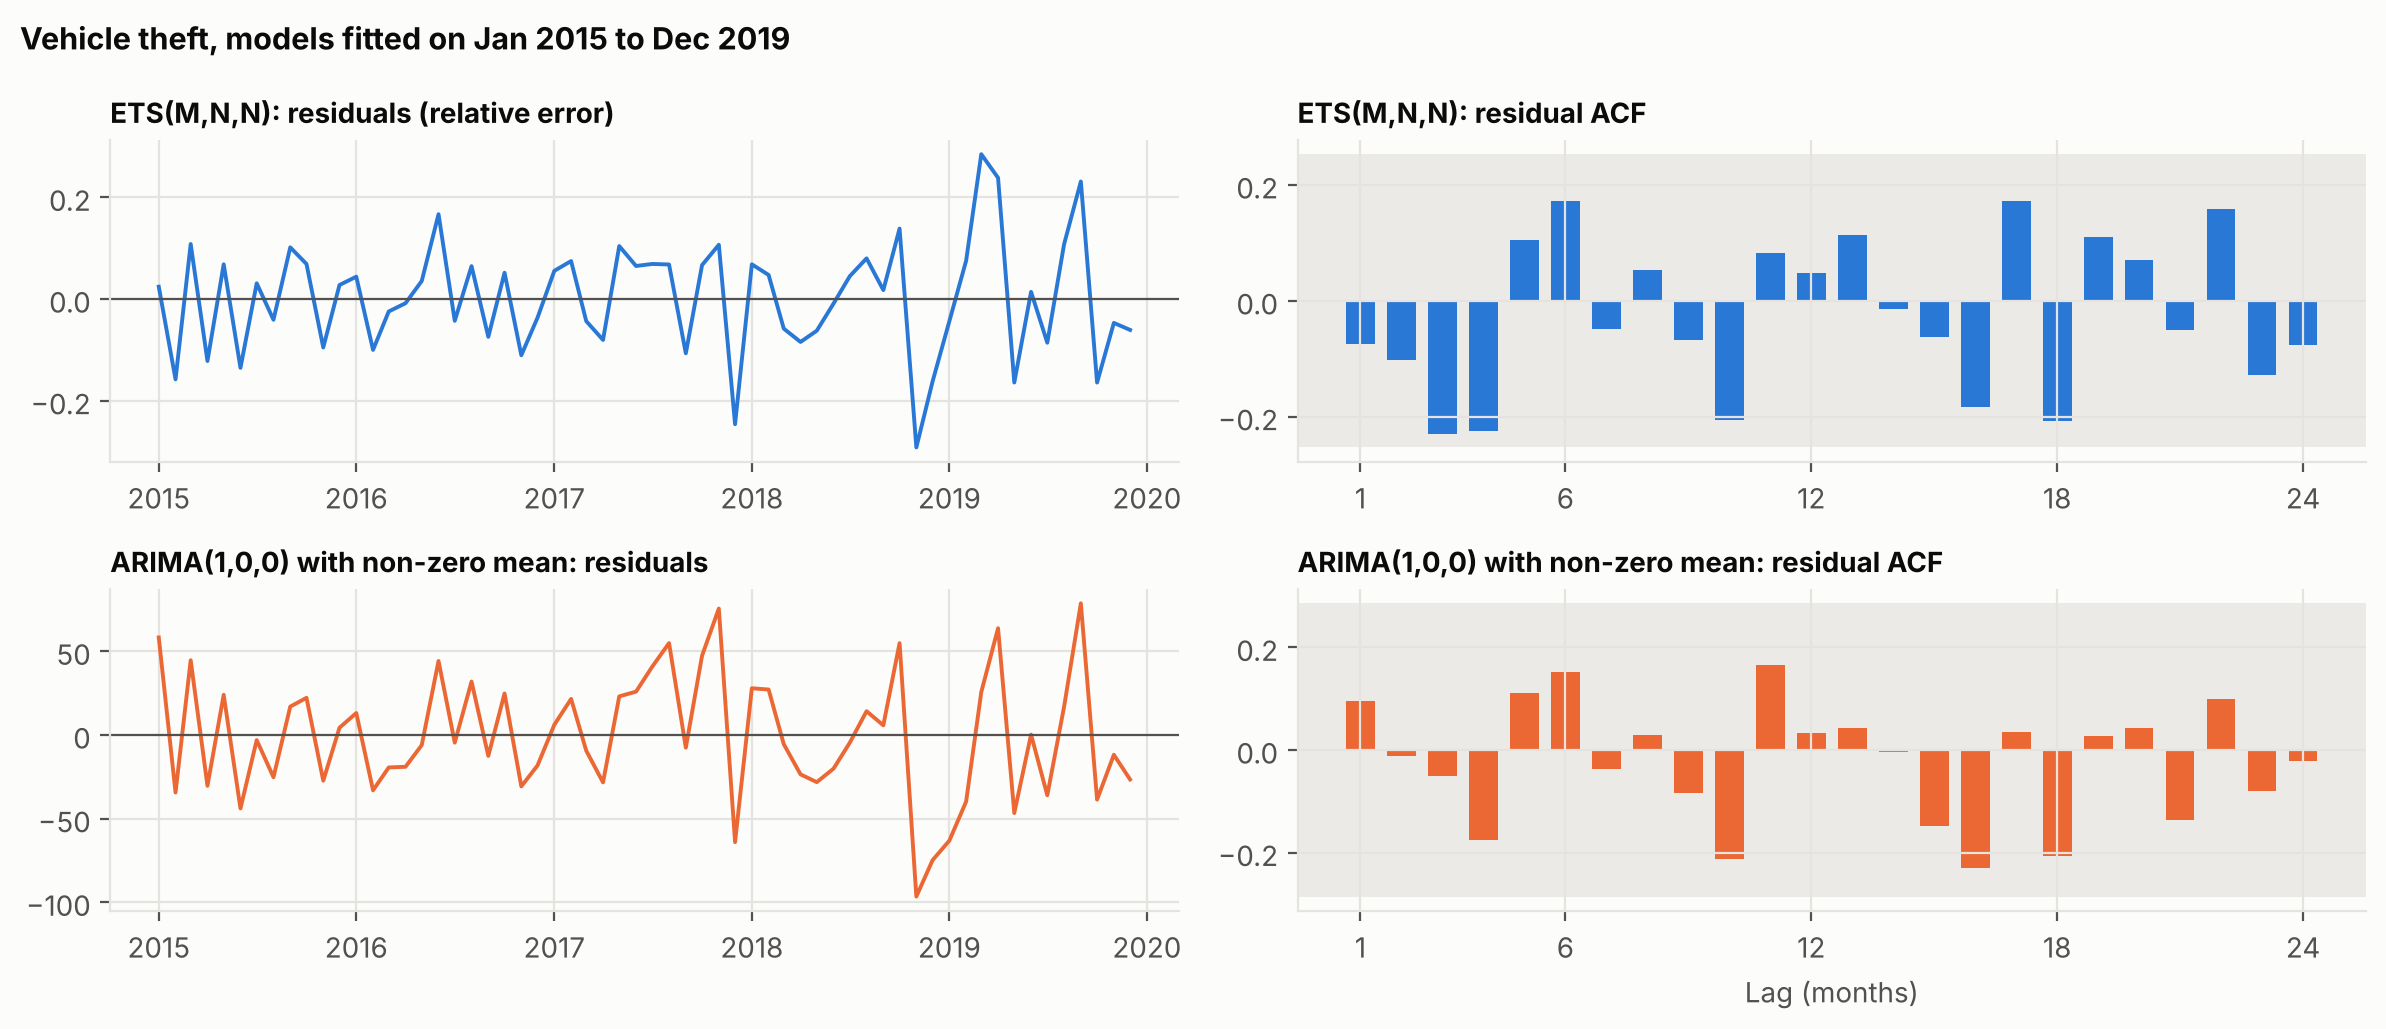 Vehicle theft, models fitted on Jan 2015 to Dec 2019
ETS(M,N,N): residuals (relative error)
0.2
0.0
−0.2
2015 2016 2017 2018 2019 2020
ETS(M,N,N): residual ACF
0.2
0.0
−0.2
1 6 12 18 24
ARIMA(1,0,0) with non-zero mean: residuals
50
0
−50
−100
2015 2016 2017 2018 2019 2020
ARIMA(1,0,0) with non-zero mean: residual ACF
0.2
0.0
−0.2
1 6 12 18 24
Lag (months)